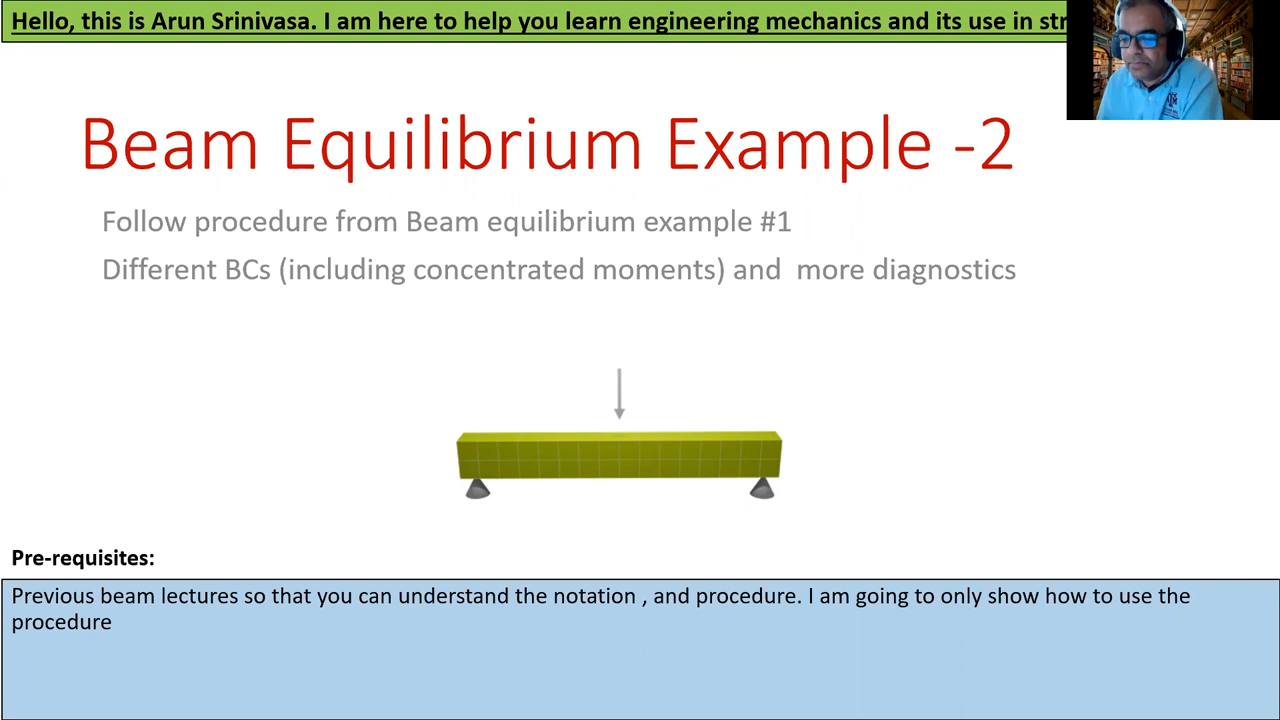 Hello, this is Arun Srinivasa. I am here to help you learn engineering mechanics and its use in
Beam Equilibrium Example -2
Follow procedure from Beam equilibrium example #1
Different BCs (including concentrated moments) and more diagnostics
Pre-requisites:
Previous beam lectures so that you can understand the notation , and procedure. I am going to only show how to use the
procedure